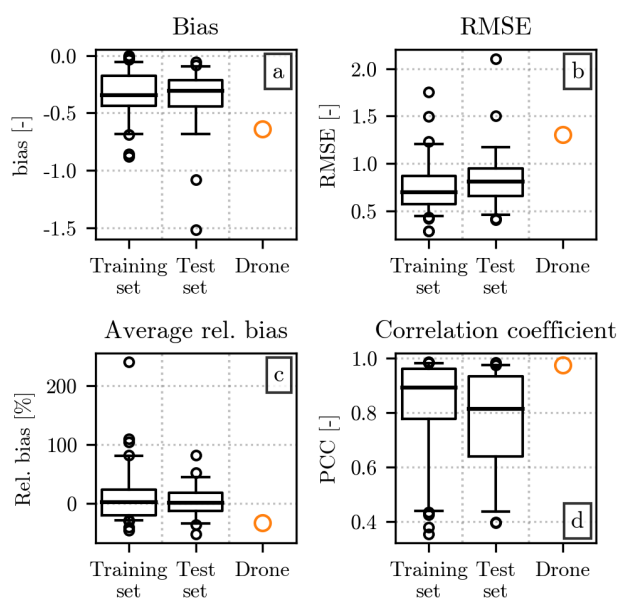 Bias
RMSE
0.0
-0.5
-1.0
-1.5
bias [-]
a
Training
set
Test
set
Drone
2.0
1.5
1.0
0.5
RMSE [-]
b
Training
set
Test
set
Drone
Average rel. bias
Correlation coefficient
200
100
0
Rel. bias [%]
c
Training
set
Test
set
Drone
1.0
0.8
0.6
0.4
PCC [-]
d
Training
set
Test
set
Drone